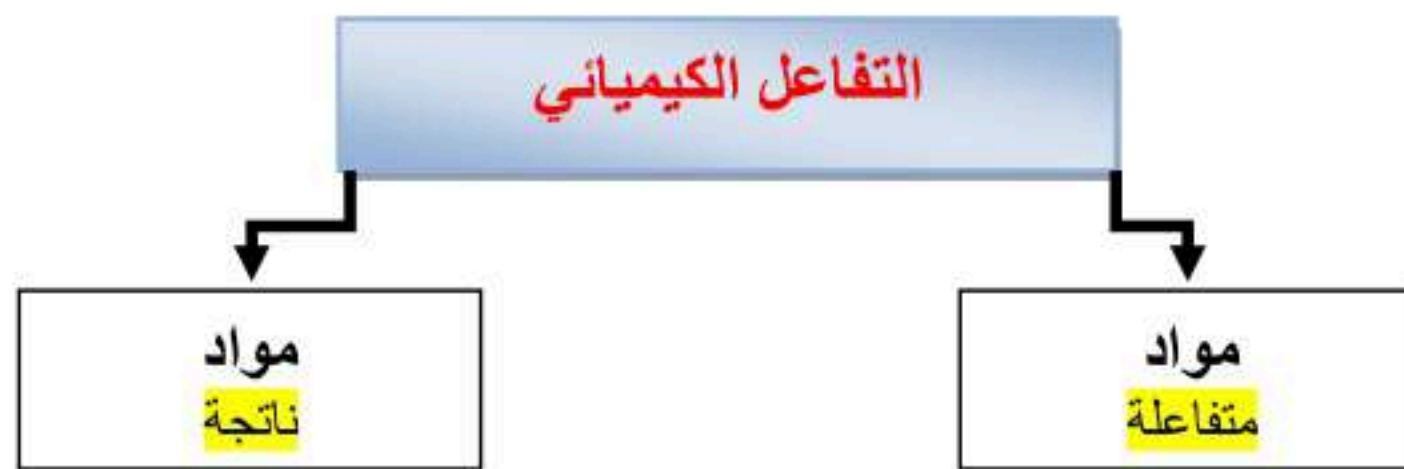 التفاعل الكيميائي
مواد
متفاعلة
مواد
ناتجة